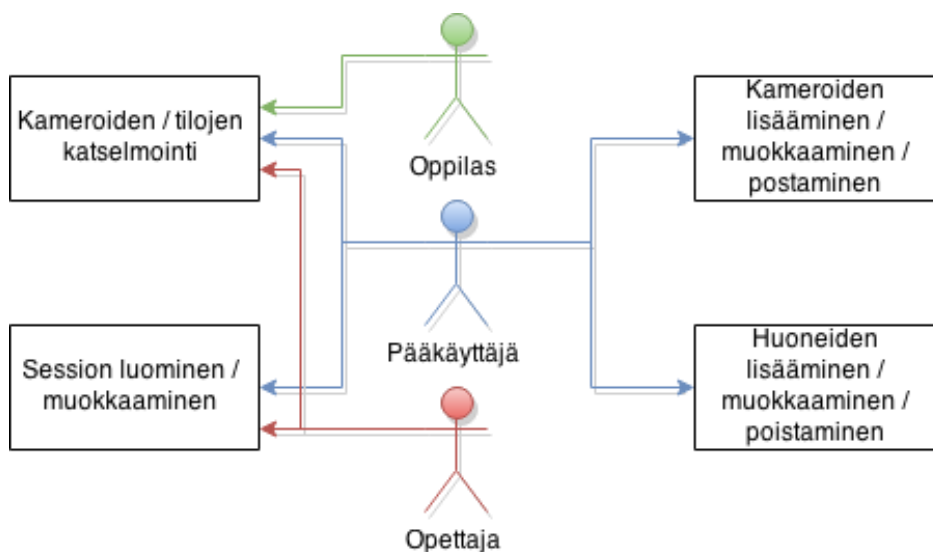 Kameroiden / tilojen
katselmointi
Oppilas
Kameroiden
lisääminen /
muokkaaminen /
postaminen
Pääkäyttäjä
Session luominen /
muokkaaminen
Huoneiden
lisääminen /
muokkaaminen /
poistaminen
Opettaja